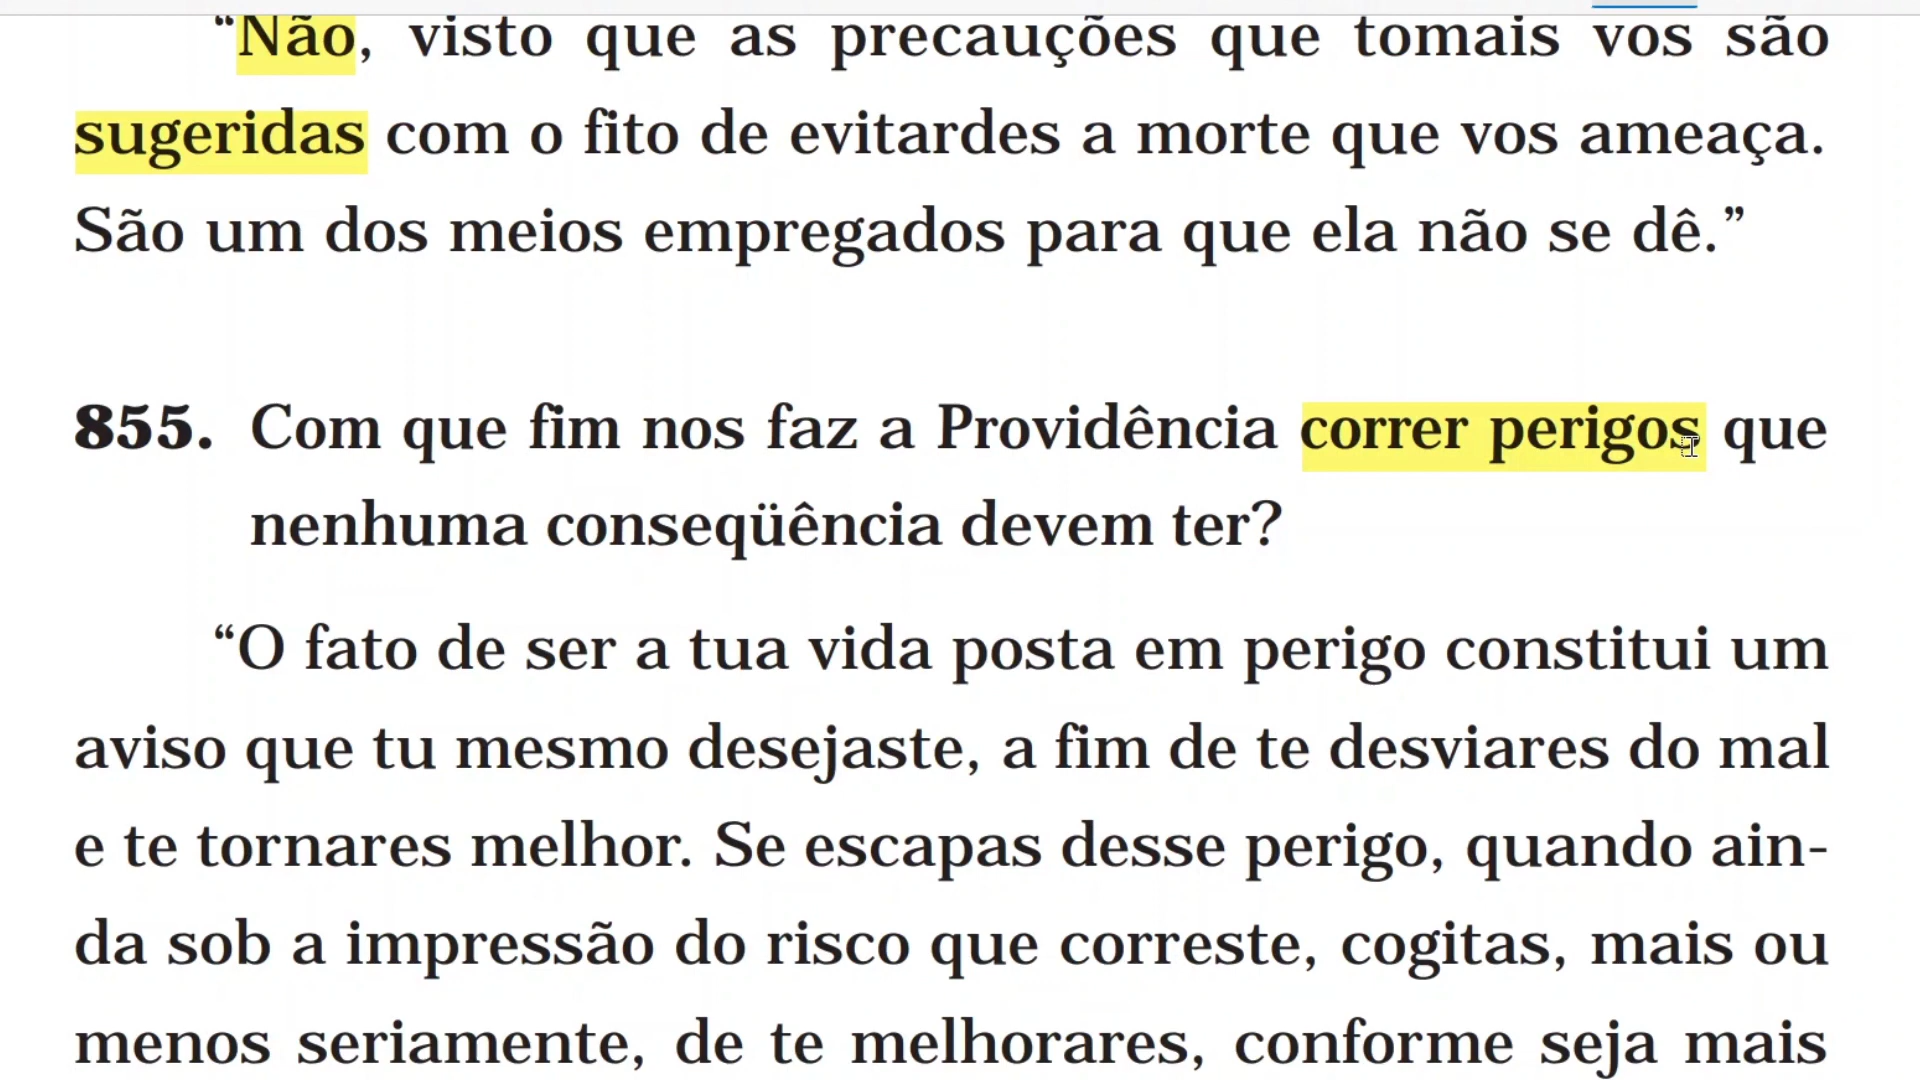 “Não, visto que as precauções que tomais vos são
sugeridas com o fito de evitardes a morte que vos ameaça.
São um dos meios empregados para que ela não se dê.”
855. Com que fim nos faz a Providência correr perigos que
nenhuma conseqüência devem ter?
“O fato de ser a tua vida posta em perigo constitui um
aviso que tu mesmo desejaste, a fim de te desviares do mal
e te tornares melhor. Se escapas desse perigo, quando ain-
da sob a impressão do risco que correste, cogitas, mais ou
menos seriamente, de te melhorares, conforme seja mais